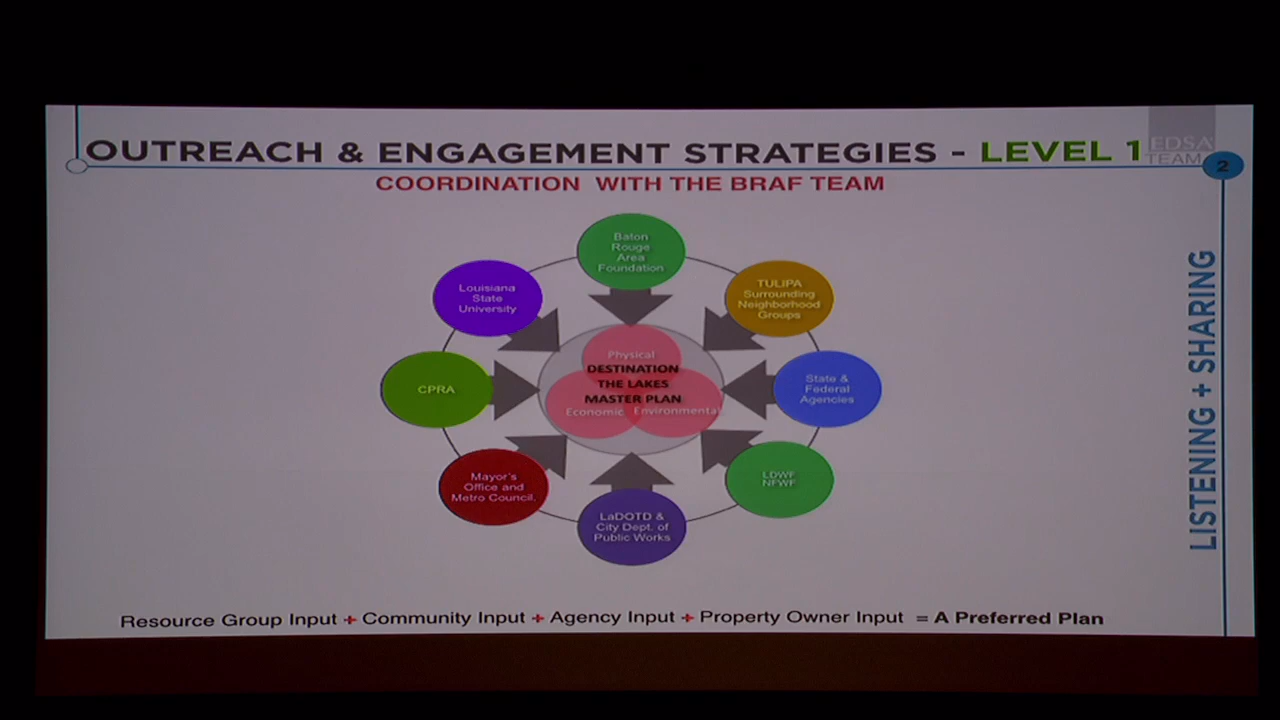 OUTREACH & ENGAGEMENT STRATEGIES - LEVEL 1
EDSA
TEAM
2
COORDINATION WITH THE BRAF TEAM
Baton
Rouge
Area
Foundation
TULIPA
Surrounding
Neighborhood
Groups
State &
Federal
Agencies
LDWF
NFWF
LaDOTD &
City Dept. of
Public Works
Mayor's
Office and
Metro Council,
CPRA
Louisiana
State
University
Physical
DESTINATION
THE LAKES
MASTER PLAN
Economic Environmental
LISTENING + SHARING
Resource Group Input + Community Input + Agency Input + Property Owner Input = A Preferred Plan